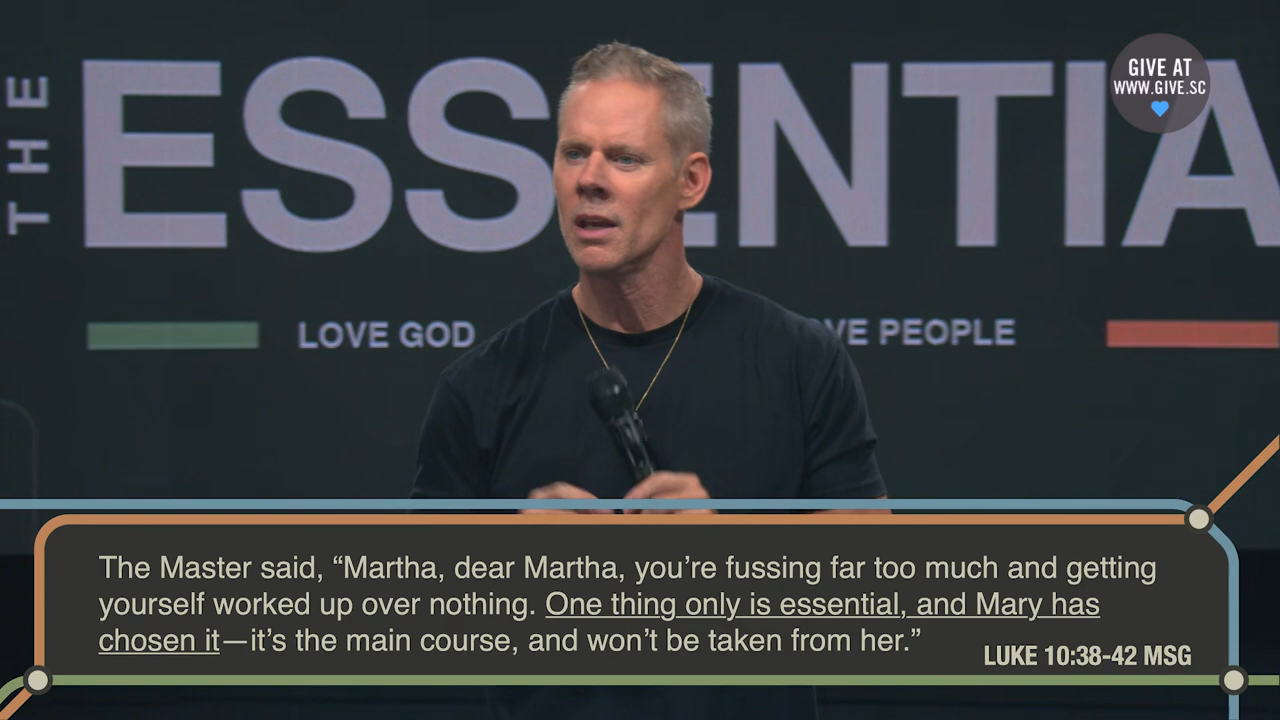 THE
ESSENTIA
GIVE AT
WWW.GIVE.SC
LOVE GOD
VE PEOPLE
The Master said, “Martha, dear Martha, you’re fussing far too much and getting
yourself worked up over nothing. One thing only is essential, and Mary has
chosen it—it’s the main course, and won’t be taken from her.”
LUKE 10:38-42 MSG